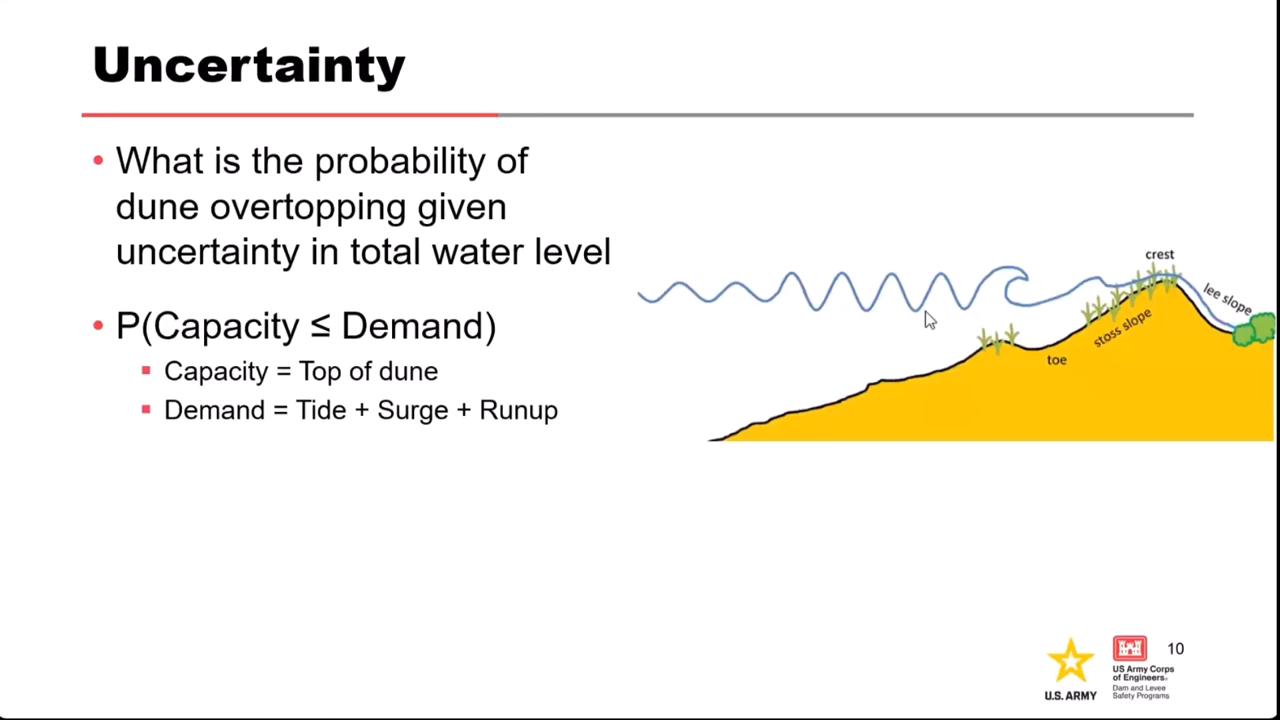 Uncertainty
• What is the probability of
dune overtopping given
uncertainty in total water level
• P(Capacity ≤ Demand)
▪ Capacity = Top of dune
▪ Demand = Tide + Surge + Runup
crest
lee slope
stoss slope
toe
10
U.S. ARMY
US Army Corps
of Engineers®
Dam and Levee
Safety Programs